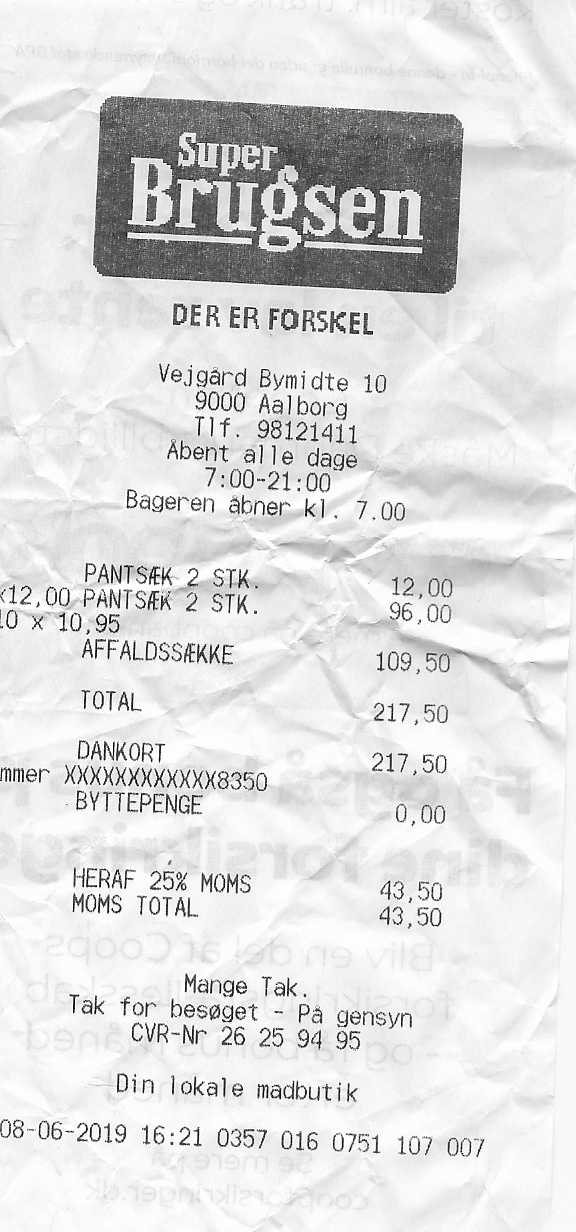 Super
Brugsen
DER ER FORSKEL
Vejgård Bymidte 10
9000 Aalborg
Tlf. 98121411
Åbent alle dage
7:00-21:00
Bageren åbner kl. 7.00
PANTSÆK 2 STK. 12,00
x12,00 PANTSÆK 2 STK. 96,00
10 x 10,95
AFFALDSSÆKKE 109,50
TOTAL 217,50
DANKORT 217,50
ummer XXXXXXXXXXXX8350
BYTTEPENGE 0,00
HERAF 25% MOMS 43,50
MOMS TOTAL 43,50
Mange Tak.
Tak for besøget - På gensyn
CVR-Nr 26 25 94 95
Din lokale madbutik
08-06-2019 16:21 0357 016 0751 107 007